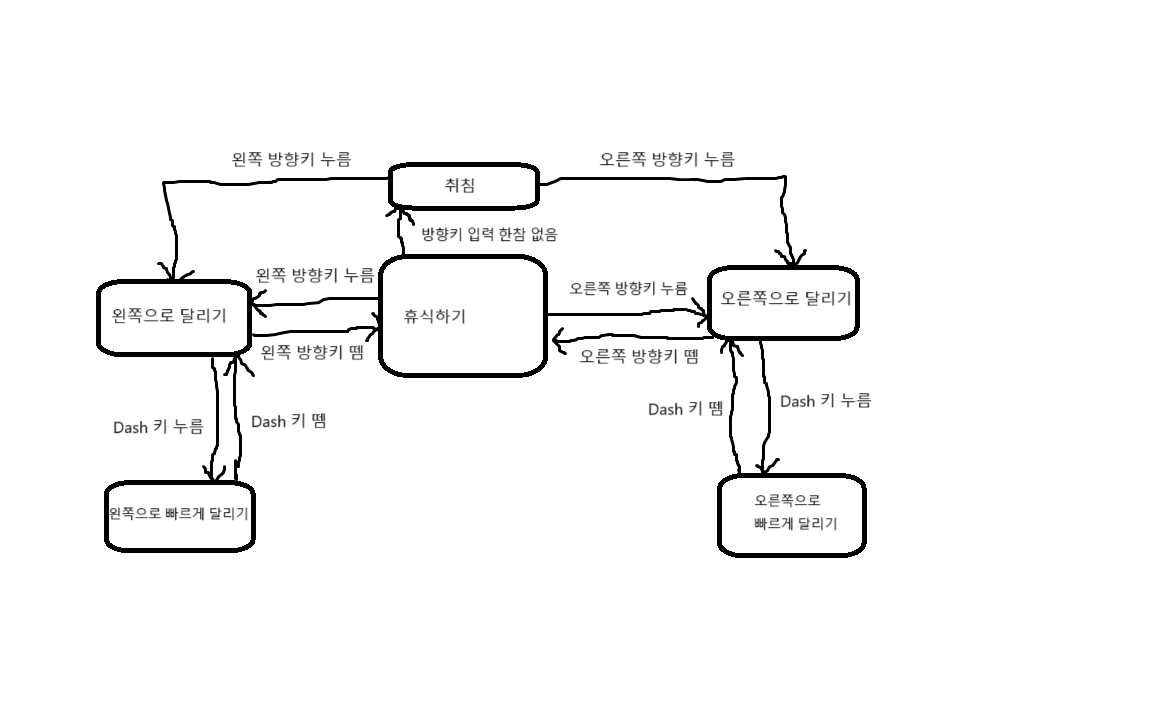 왼쪽 방향키 누름
오른쪽 방향키 누름
취침
방향키 입력 한참 없음
왼쪽 방향키 누름
오른쪽 방향키 누름
왼쪽으로 달리기
휴식하기
오른쪽으로 달리기
왼쪽 방향키 뗌
오른쪽 방향키 뗌
Dash 키 누름
Dash 키 뗌
Dash 키 뗌
Dash 키 누름
왼쪽으로 빠르게 달리기
오른쪽으로
빠르게 달리기